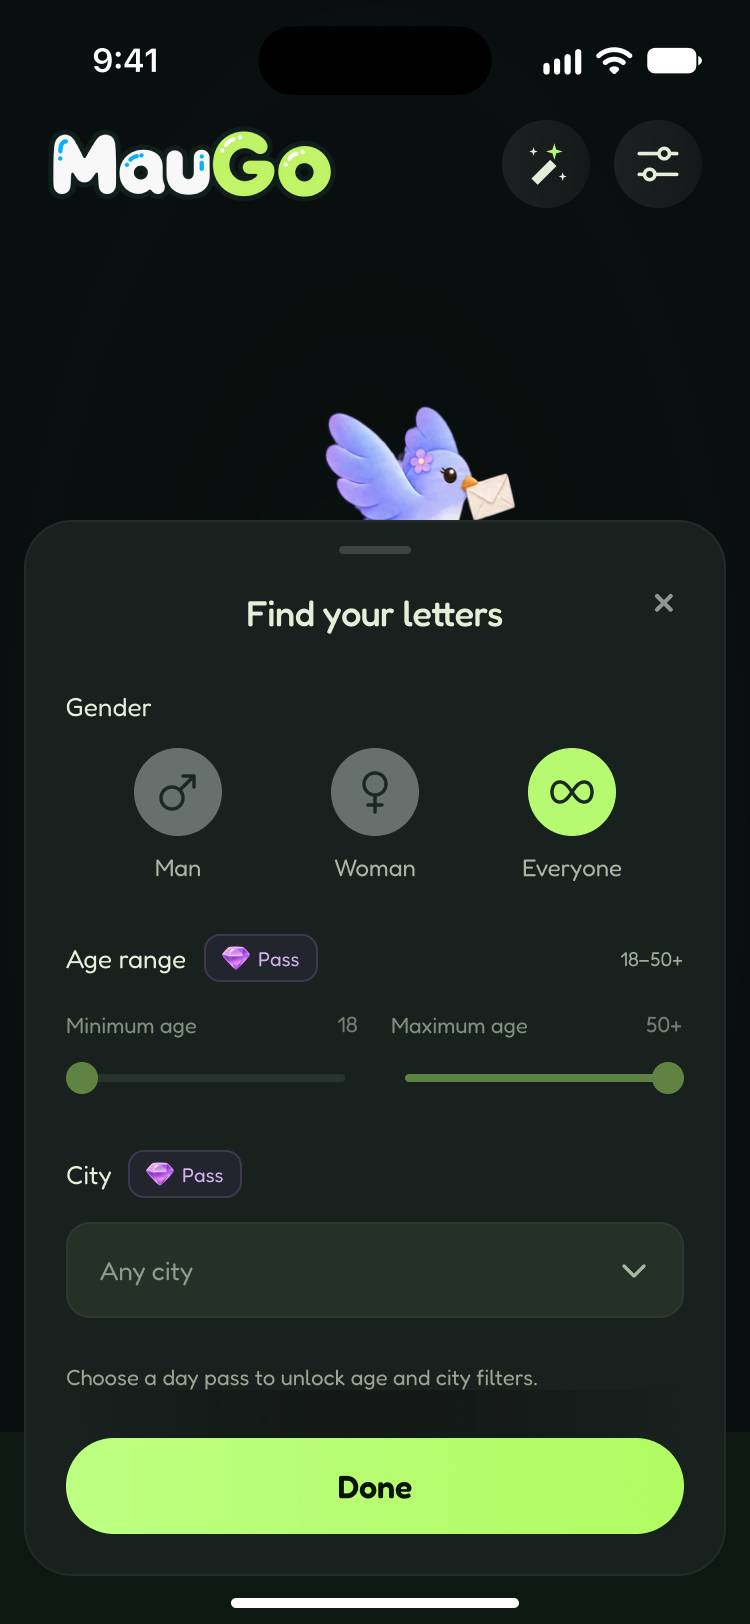 9:41
MauGo
Find your letters
Gender
Man Woman Everyone
Age range Pass 18–50+
Minimum age 18 Maximum age 50+
City Pass
Any city
Choose a day pass to unlock age and city filters.
Done